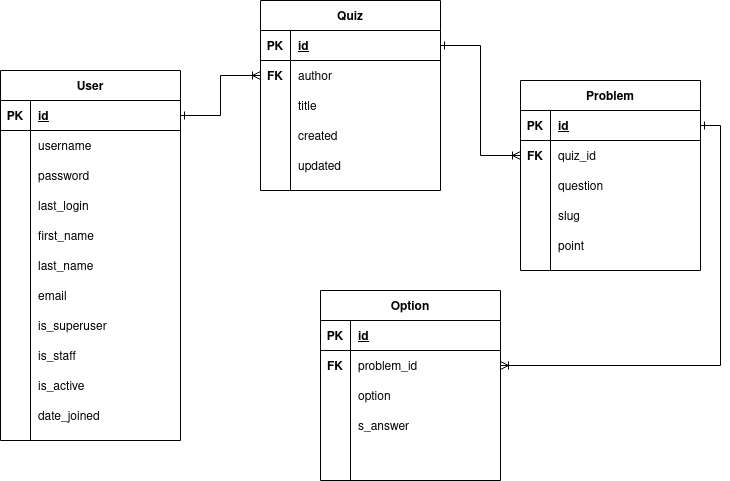 Quiz
PK id
FK author
title
created
updated
User
PK id
username
password
last_login
first_name
last_name
email
is_superuser
is_staff
is_active
date_joined
Problem
PK id
FK quiz_id
question
slug
point
Option
PK id
FK problem_id
option
s_answer